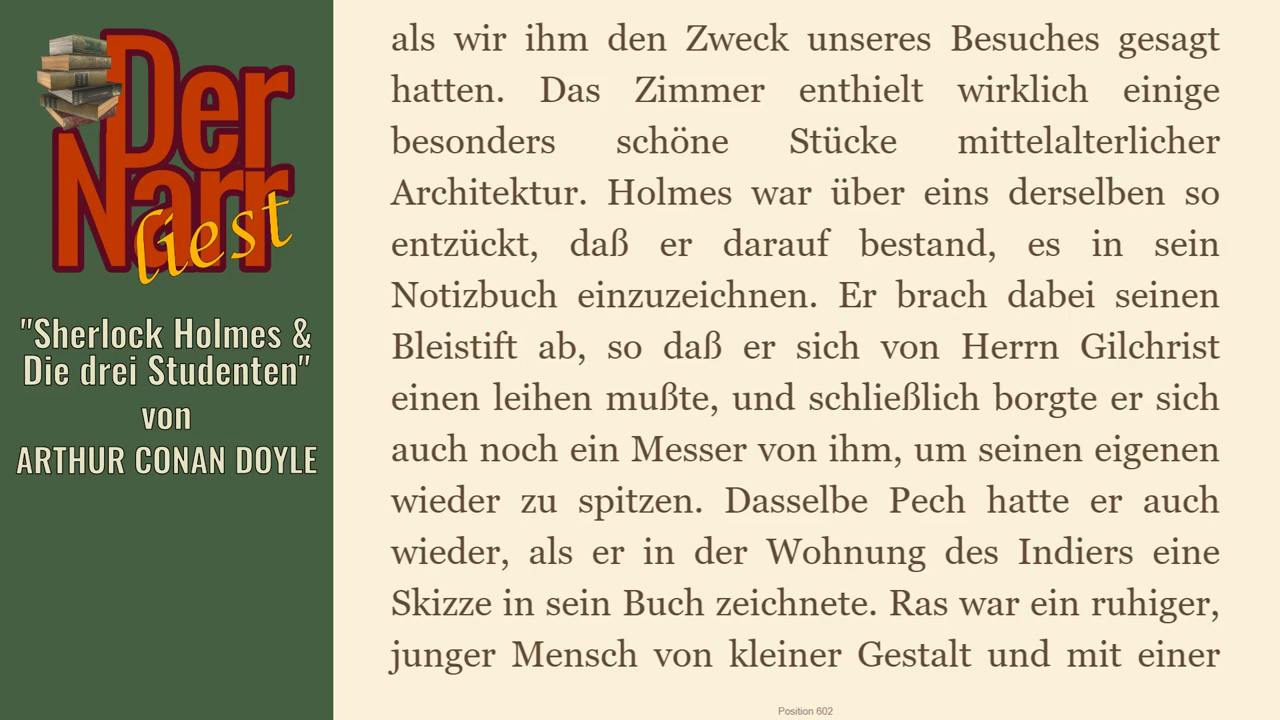 Der
Narr
liest
"Sherlock Holmes &
Die drei Studenten"
von
ARTHUR CONAN DOYLE
als wir ihm den Zweck unseres Besuches gesagt
hatten. Das Zimmer enthielt wirklich einige
besonders schöne Stücke mittelalterlicher
Architektur. Holmes war über eins derselben so
entzückt, daß er darauf bestand, es in sein
Notizbuch einzuzeichnen. Er brach dabei seinen
Bleistift ab, so daß er sich von Herrn Gilchrist
einen leihen mußte, und schließlich borgte er sich
auch noch ein Messer von ihm, um seinen eigenen
wieder zu spitzen. Dasselbe Pech hatte er auch
wieder, als er in der Wohnung des Indiers eine
Skizze in sein Buch zeichnete. Ras war ein ruhiger,
junger Mensch von kleiner Gestalt und mit einer
Position 602